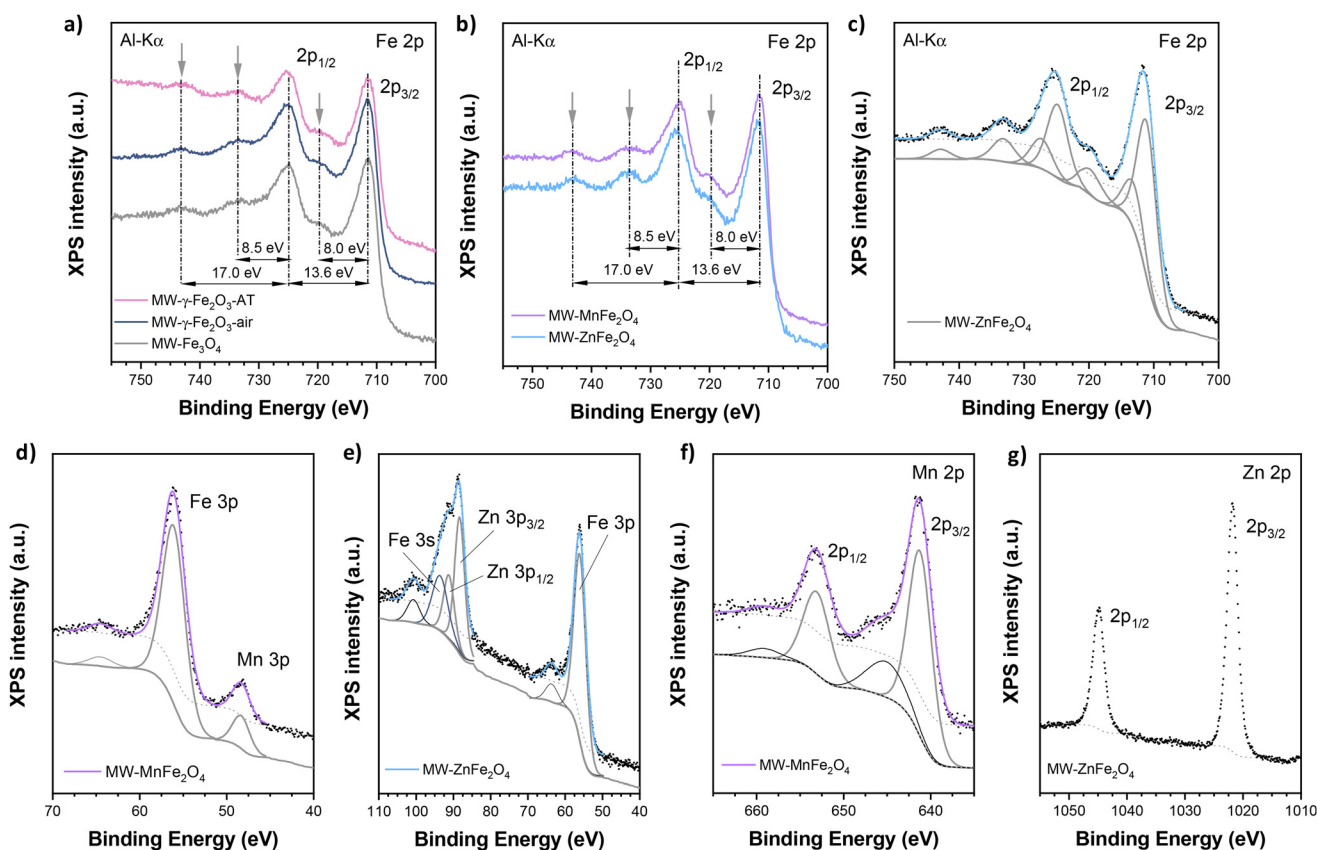 a)
Al-Kα
Fe 2p
2p1/2
2p3/2
8.5 eV
8.0 eV
17.0 eV
13.6 eV
MW-γ-Fe2O3-AT
MW-γ-Fe2O3-air
MW-Fe3O4
XPS intensity (a.u.)
750 740 730 720 710 700
Binding Energy (eV)
b)
Al-Kα
Fe 2p
2p1/2
2p3/2
8.5 eV
8.0 eV
17.0 eV
13.6 eV
MW-MnFe2O4
MW-ZnFe2O4
XPS intensity (a.u.)
750 740 730 720 710 700
Binding Energy (eV)
c)
Al-Kα
Fe 2p
2p1/2
2p3/2
MW-ZnFe2O4
XPS intensity (a.u.)
750 740 730 720 710 700
Binding Energy (eV)
d)
Fe 3p
Mn 3p
MW-MnFe2O4
XPS intensity (a.u.)
70 60 50 40
Binding Energy (eV)
e)
Fe 3s
Zn 3p3/2
Zn 3p1/2
Fe 3p
MW-ZnFe2O4
XPS intensity (a.u.)
110 100 90 80 70 60 50 40
Binding Energy (eV)
f)
Mn 2p
2p1/2
2p3/2
MW-MnFe2O4
XPS intensity (a.u.)
660 650 640
Binding Energy (eV)
g)
Zn 2p
2p1/2
2p3/2
MW-ZnFe2O4
XPS intensity (a.u.)
1050 1040 1030 1020 1010
Binding Energy (eV)